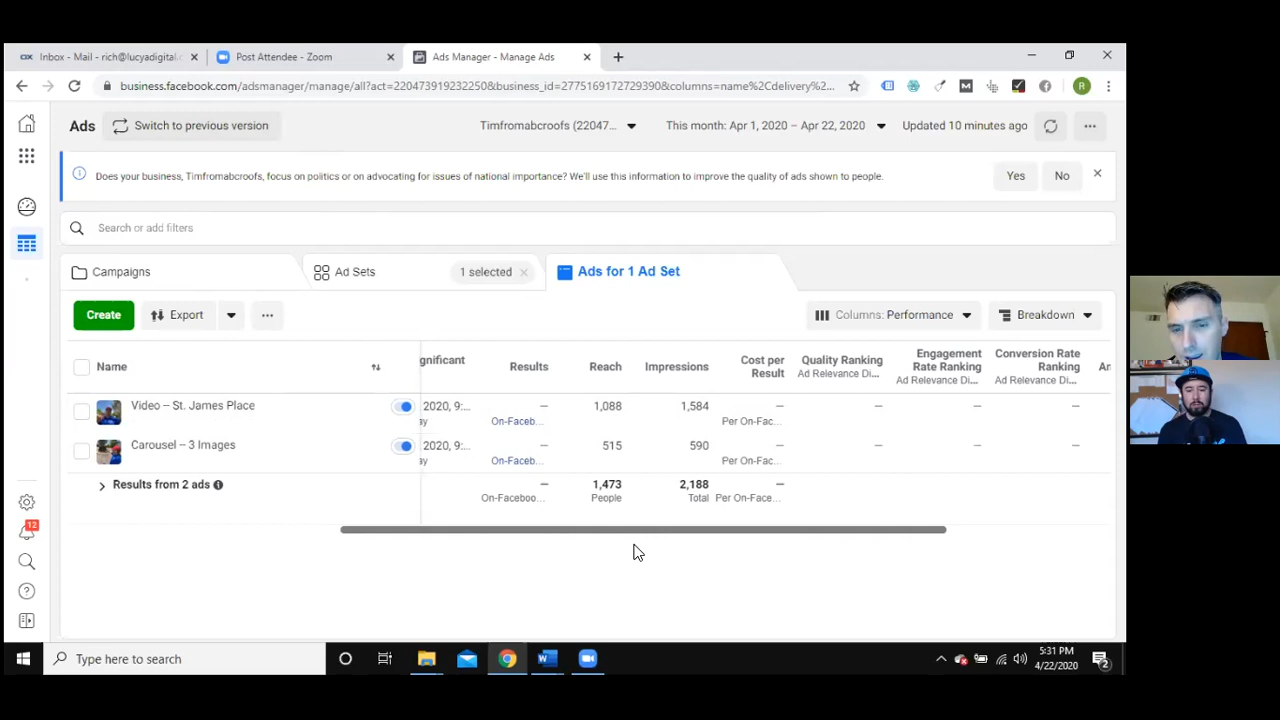 Inbox - Mail - rich@lucyadigital.
Post Attendee - Zoom
Ads Manager - Manage Ads
business.facebook.com/adsmanager/manage/all?act=220473919232250&business_id=2775169172729390&columns=name%2Cdelivery%2...
R
Ads
Switch to previous version
Timfromabcroofs (22047...
This month: Apr 1, 2020 – Apr 22, 2020
Updated 10 minutes ago
Does your business, Timfromabcroofs, focus on politics or on advocating for issues of national importance? We'll use this information to improve the quality of ads shown to people.
Yes
No
Search or add filters
Campaigns
Ad Sets
1 selected
Ads for 1 Ad Set
Create
Export
Columns: Performance
Breakdown
Name
gnificant
Results
Reach
Impressions
Cost per Result
Quality Ranking
Ad Relevance Di...
Engagement Rate Ranking
Ad Relevance Di...
Conversion Rate Ranking
Ad Relevance Di...
An
Video – St. James Place
2020, 9:...
ay
—
On-Faceb...
1,088
1,584
—
Per On-Fac...
—
—
—
Carousel – 3 Images
2020, 9:...
ay
—
On-Faceb...
515
590
—
Per On-Fac...
—
—
—
Results from 2 ads
—
On-Faceboo...
1,473
People
2,188
Total
—
Per On-Face...
12
Type here to search
5:31 PM
4/22/2020
2